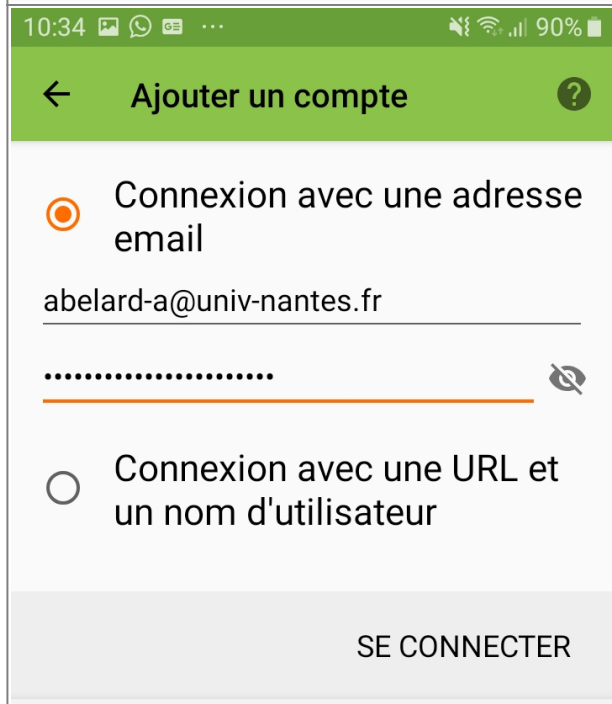 10:34 GE ... 90%
Ajouter un compte ?
Connexion avec une adresse
email
abelard-a@univ-nantes.fr
•••••••••••••••••••••••
Connexion avec une URL et
un nom d'utilisateur
SE CONNECTER